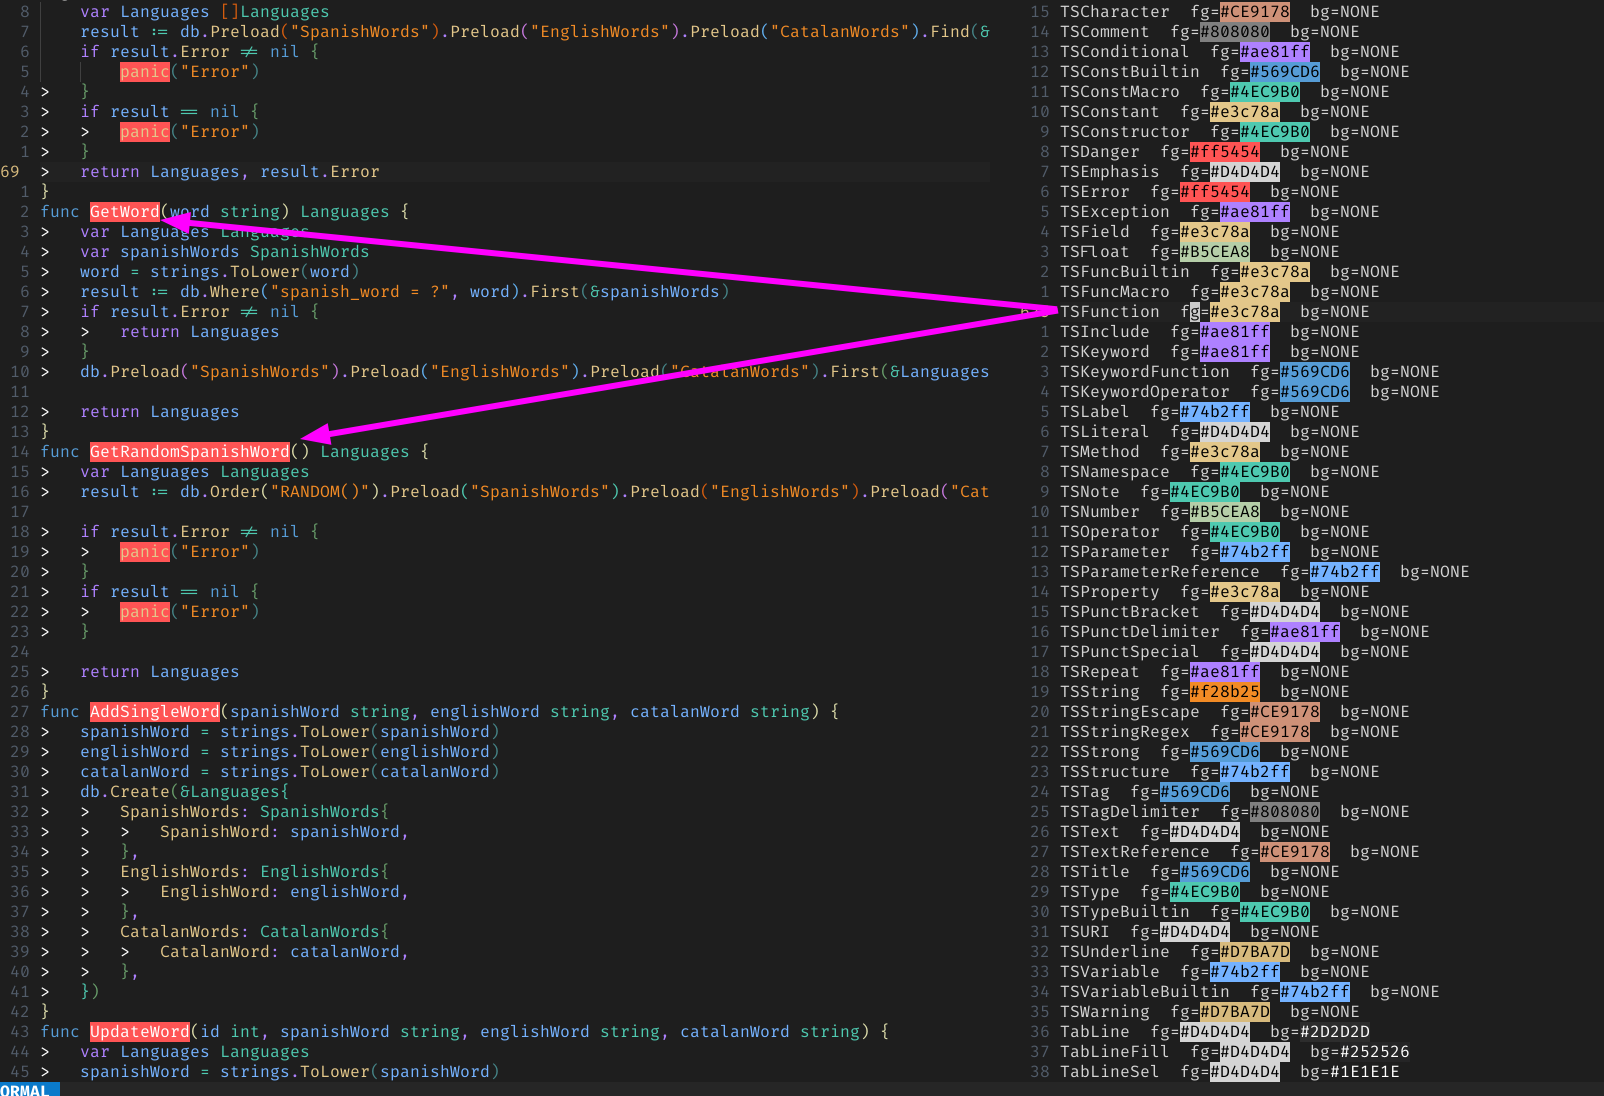 8 var Languages []Languages
7 result := db.Preload("SpanishWords").Preload("EnglishWords").Preload("CatalanWords").Find(&
6 if result.Error ≠ nil {
5 panic("Error")
4 > }
3 > if result == nil {
2 > > panic("Error")
1 > }
69 > return Languages, result.Error
1 }
2 func GetWord(word string) Languages {
3 > var Languages Languages
4 > var spanishWords SpanishWords
5 > word = strings.ToLower(word)
6 > result := db.Where("spanish_word = ?", word).First(&spanishWords)
7 > if result.Error ≠ nil {
8 > > return Languages
9 > }
10 > db.Preload("SpanishWords").Preload("EnglishWords").Preload("CatalanWords").First(&Languages
11
12 > return Languages
13 }
14 func GetRandomSpanishWord() Languages {
15 > var Languages Languages
16 > result := db.Order("RANDOM()").Preload("SpanishWords").Preload("EnglishWords").Preload("Cat
17
18 > if result.Error ≠ nil {
19 > > panic("Error")
20 > }
21 > if result == nil {
22 > > panic("Error")
23 > }
24
25 > return Languages
26 }
27 func AddSingleWord(spanishWord string, englishWord string, catalanWord string) {
28 > spanishWord = strings.ToLower(spanishWord)
29 > englishWord = strings.ToLower(englishWord)
30 > catalanWord = strings.ToLower(catalanWord)
31 > db.Create(&Languages{
32 > > SpanishWords: SpanishWords{
33 > > > SpanishWord: spanishWord,
34 > > },
35 > > EnglishWords: EnglishWords{
36 > > > EnglishWord: englishWord,
37 > > },
38 > > CatalanWords: CatalanWords{
39 > > > CatalanWord: catalanWord,
40 > > },
41 > })
42 }
43 func UpdateWord(id int, spanishWord string, englishWord string, catalanWord string) {
44 > var Languages Languages
45 > spanishWord = strings.ToLower(spanishWord)
ORMAL
15 TSCharacter fg=#CE9178 bg=NONE
14 TSComment fg=#808080 bg=NONE
13 TSConditional fg=#ae81ff bg=NONE
12 TSConstBuiltin fg=#569CD6 bg=NONE
11 TSConstMacro fg=#4EC9B0 bg=NONE
10 TSConstant fg=#e3c78a bg=NONE
9 TSConstructor fg=#4EC9B0 bg=NONE
8 TSDanger fg=#ff5454 bg=NONE
7 TSEmphasis fg=#D4D4D4 bg=NONE
6 TSError fg=#ff5454 bg=NONE
5 TSException fg=#ae81ff bg=NONE
4 TSField fg=#e3c78a bg=NONE
3 TSFloat fg=#B5CEA8 bg=NONE
2 TSFuncBuiltin fg=#e3c78a bg=NONE
1 TSFuncMacro fg=#e3c78a bg=NONE
TSFunction fg=#e3c78a bg=NONE
1 TSInclude fg=#ae81ff bg=NONE
2 TSKeyword fg=#ae81ff bg=NONE
3 TSKeywordFunction fg=#569CD6 bg=NONE
4 TSKeywordOperator fg=#569CD6 bg=NONE
5 TSLabel fg=#74b2ff bg=NONE
6 TSLiteral fg=#D4D4D4 bg=NONE
7 TSMethod fg=#e3c78a bg=NONE
8 TSNamespace fg=#4EC9B0 bg=NONE
9 TSNote fg=#4EC9B0 bg=NONE
10 TSNumber fg=#B5CEA8 bg=NONE
11 TSOperator fg=#4EC9B0 bg=NONE
12 TSParameter fg=#74b2ff bg=NONE
13 TSParameterReference fg=#74b2ff bg=NONE
14 TSProperty fg=#e3c78a bg=NONE
15 TSPunctBracket fg=#D4D4D4 bg=NONE
16 TSPunctDelimiter fg=#ae81ff bg=NONE
17 TSPunctSpecial fg=#D4D4D4 bg=NONE
18 TSRepeat fg=#ae81ff bg=NONE
19 TSString fg=#f28b25 bg=NONE
20 TSStringEscape fg=#CE9178 bg=NONE
21 TSStringRegex fg=#CE9178 bg=NONE
22 TSStrong fg=#569CD6 bg=NONE
23 TSStructure fg=#74b2ff bg=NONE
24 TSTag fg=#569CD6 bg=NONE
25 TSTagDelimiter fg=#808080 bg=NONE
26 TSText fg=#D4D4D4 bg=NONE
27 TSTextReference fg=#CE9178 bg=NONE
28 TSTitle fg=#569CD6 bg=NONE
29 TSType fg=#4EC9B0 bg=NONE
30 TSTypeBuiltin fg=#4EC9B0 bg=NONE
31 TSURI fg=#D4D4D4 bg=NONE
32 TSUnderline fg=#D7BA7D bg=NONE
33 TSVariable fg=#74b2ff bg=NONE
34 TSVariableBuiltin fg=#74b2ff bg=NONE
35 TSWarning fg=#D7BA7D bg=NONE
36 TabLine fg=#D4D4D4 bg=#2D2D2D
37 TabLineFill fg=#D4D4D4 bg=#252526
38 TabLineSel fg=#D4D4D4 bg=#1E1E1E